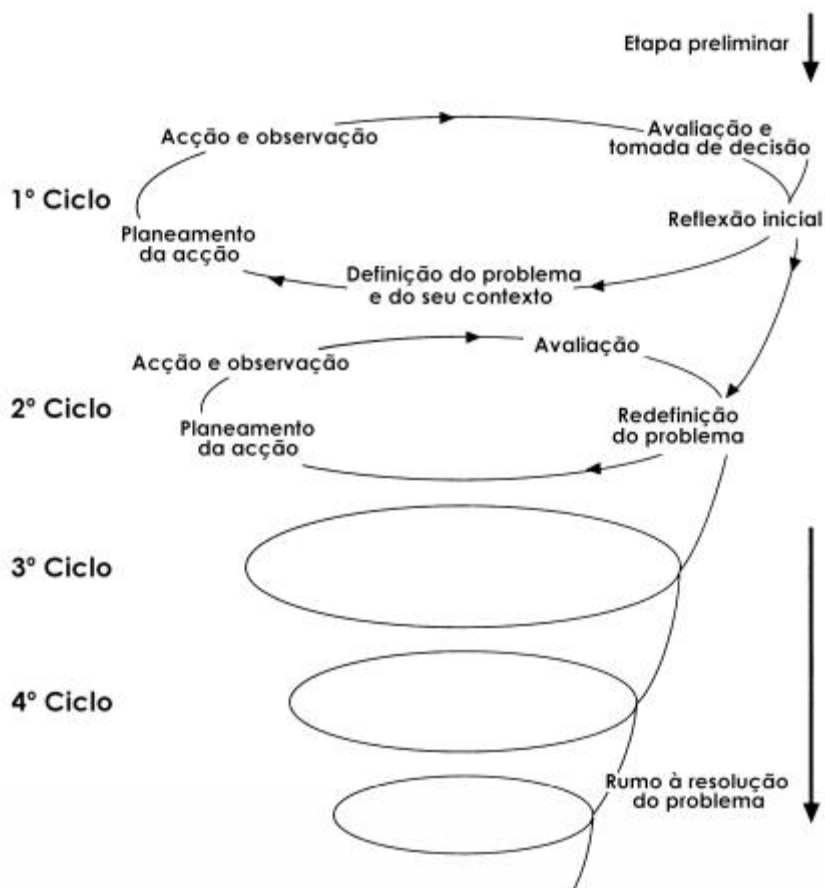 Etapa preliminar
Acção e observação
Avaliação e
tomada de decisão
1º Ciclo
Reflexão inicial
Planeamento
da acção
Definição do problema
e do seu contexto
Avaliação
Acção e observação
2º Ciclo
Redefinição
do problema
Planeamento
da acção
3º Ciclo
4º Ciclo
Rumo à resolução
do problema